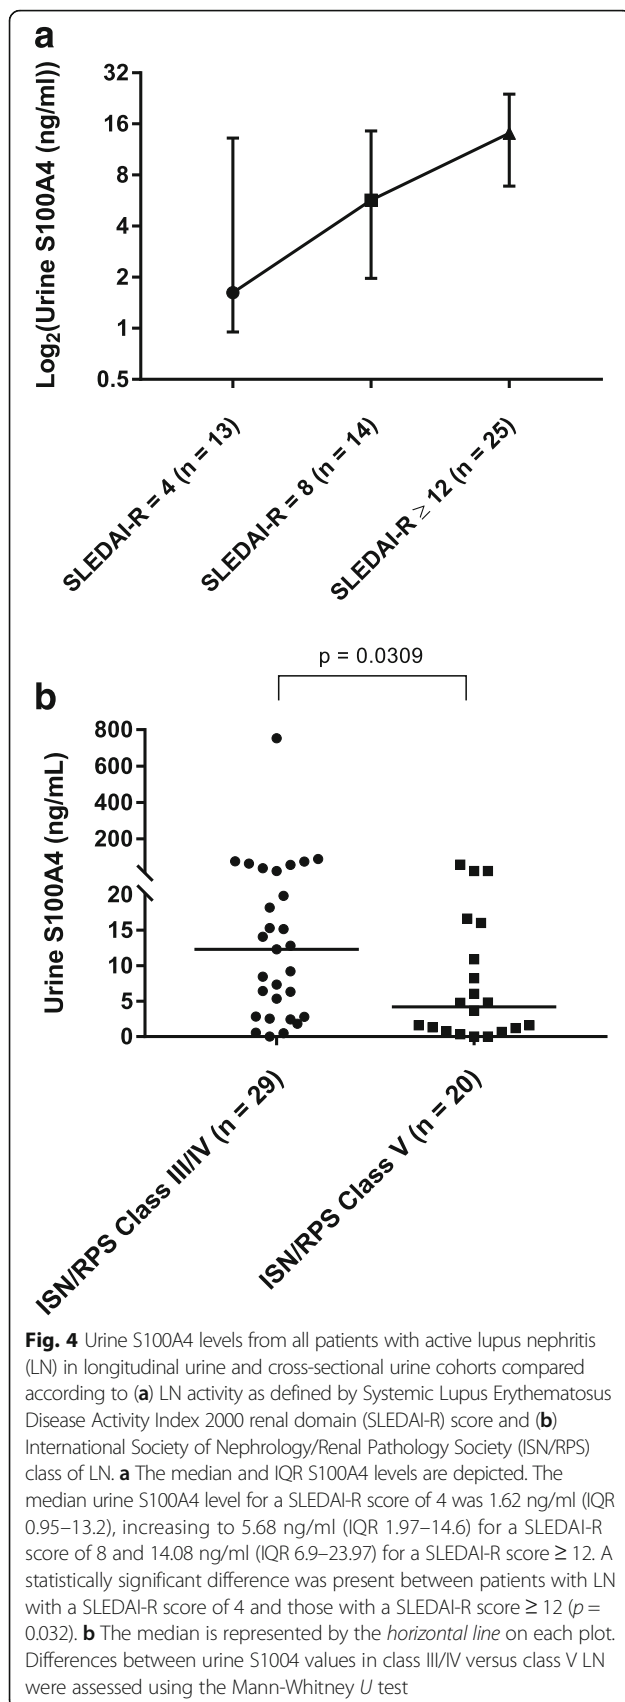 a
32
16
8
4
2
1
0.5
Log2(Urine S100A4 (ng/ml))
SLEDAI-R = 4 (n = 13)
SLEDAI-R = 8 (n = 14)
SLEDAI-R ≥ 12 (n = 25)
b
p = 0.0309
800
600
400
200
20
15
10
5
0
Urine S100A4 (ng/mL)
ISN/RPS Class III/IV (n = 29)
ISN/RPS Class V (n = 20)
Fig. 4 Urine S100A4 levels from all patients with active lupus nephritis
(LN) in longitudinal urine and cross-sectional urine cohorts compared
according to (a) LN activity as defined by Systemic Lupus Erythematosus
Disease Activity Index 2000 renal domain (SLEDAI-R) score and (b)
International Society of Nephrology/Renal Pathology Society (ISN/RPS)
class of LN. a The median and IQR S100A4 levels are depicted. The
median urine S100A4 level for a SLEDAI-R score of 4 was 1.62 ng/ml (IQR
0.95–13.2), increasing to 5.68 ng/ml (IQR 1.97–14.6) for a SLEDAI-R
score of 8 and 14.08 ng/ml (IQR 6.9–23.97) for a SLEDAI-R score ≥ 12. A
statistically significant difference was present between patients with LN
with a SLEDAI-R score of 4 and those with a SLEDAI-R score ≥ 12 (p =
0.032). b The median is represented by the horizontal line on each plot.
Differences between urine S1004 values in class III/IV versus class V LN
were assessed using the Mann-Whitney U test